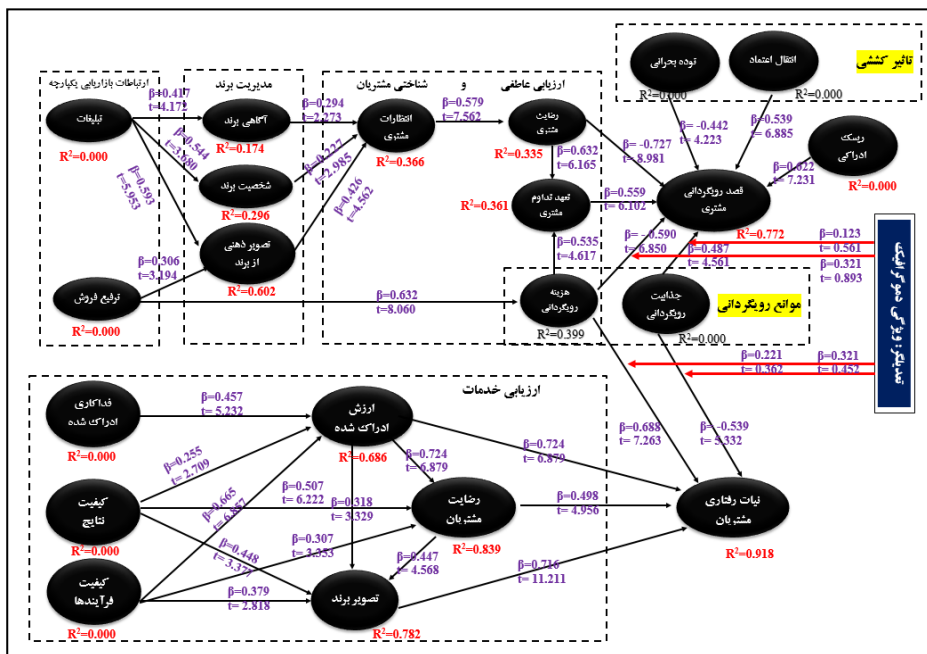 تاثیر کششی
توده بحرانی
انتقال اعتماد
R²=0.000
R²=0.000
ارتباطات بازاریابی یکپارچه
مدیریت برند
شناختی مشتریان
و
ارزیابی عاطفی
تبلیغات
R²=0.000
β=0.417
t=4.172
آگاهی برند
R²=0.174
β=0.294
t=2.273
انتظارات
مشتری
R²=0.366
β=0.579
t=7.562
رضایت
مشتری
R²=0.335
β= -0.442
t= 4.223
β=0.539
t= 6.885
ریسک
ادراکی
R²=0.000
β=0.622
t= 7.231
β=0.544
t=3.680
β=0.593
t=5.953
شخصیت برند
R²=0.296
β=0.227
t=2.985
β=0.426
t=4.562
β=0.632
t= 6.165
β= -0.727
t= 8.981
قصد رویگردانی
مشتری
R²=0.772
تعهد تداوم
مشتری
R²=0.361
β=0.559
t= 6.102
تصویر ذهنی
از برند
R²=0.602
β=0.306
t=3.194
ترفیع فروش
R²=0.000
β=0.632
t=8.060
β=0.535
t= 4.617
هزینه
رویگردانی
R²=0.399
β= -0.590
t= 6.850
β=0.487
t= 4.561
جذابیت
رویگردانی
R²=0.000
موانع رویگردانی
β=0.123
t= 0.561
β=0.321
t= 0.893
تعدیلگر: ویژگی دموگرافیک
β=0.221
t= 0.362
β=0.321
t= 0.452
β=0.688
t= 7.263
β= -0.539
t= 5.332
ارزیابی خدمات
فداکاری
ادراک شده
R²=0.000
β=0.457
t= 5.232
ارزش
ادراک شده
R²=0.686
β=0.724
t= 6.879
β=0.724
t= 6.879
کیفیت
نتایج
R²=0.000
β=0.255
t= 2.709
β=0.507
t= 6.222
β=0.665
t= 6.857
β=0.318
t= 3.329
رضایت
مشتریان
R²=0.839
β=0.498
t= 4.956
نیات رفتاری
مشتریان
R²=0.918
β=0.307
t= 3.353
β=0.448
t= 3.377
β=0.447
t= 4.568
β=0.716
t= 11.211
کیفیت
فرآیندها
R²=0.000
β=0.379
t= 2.818
تصویر برند
R²=0.782